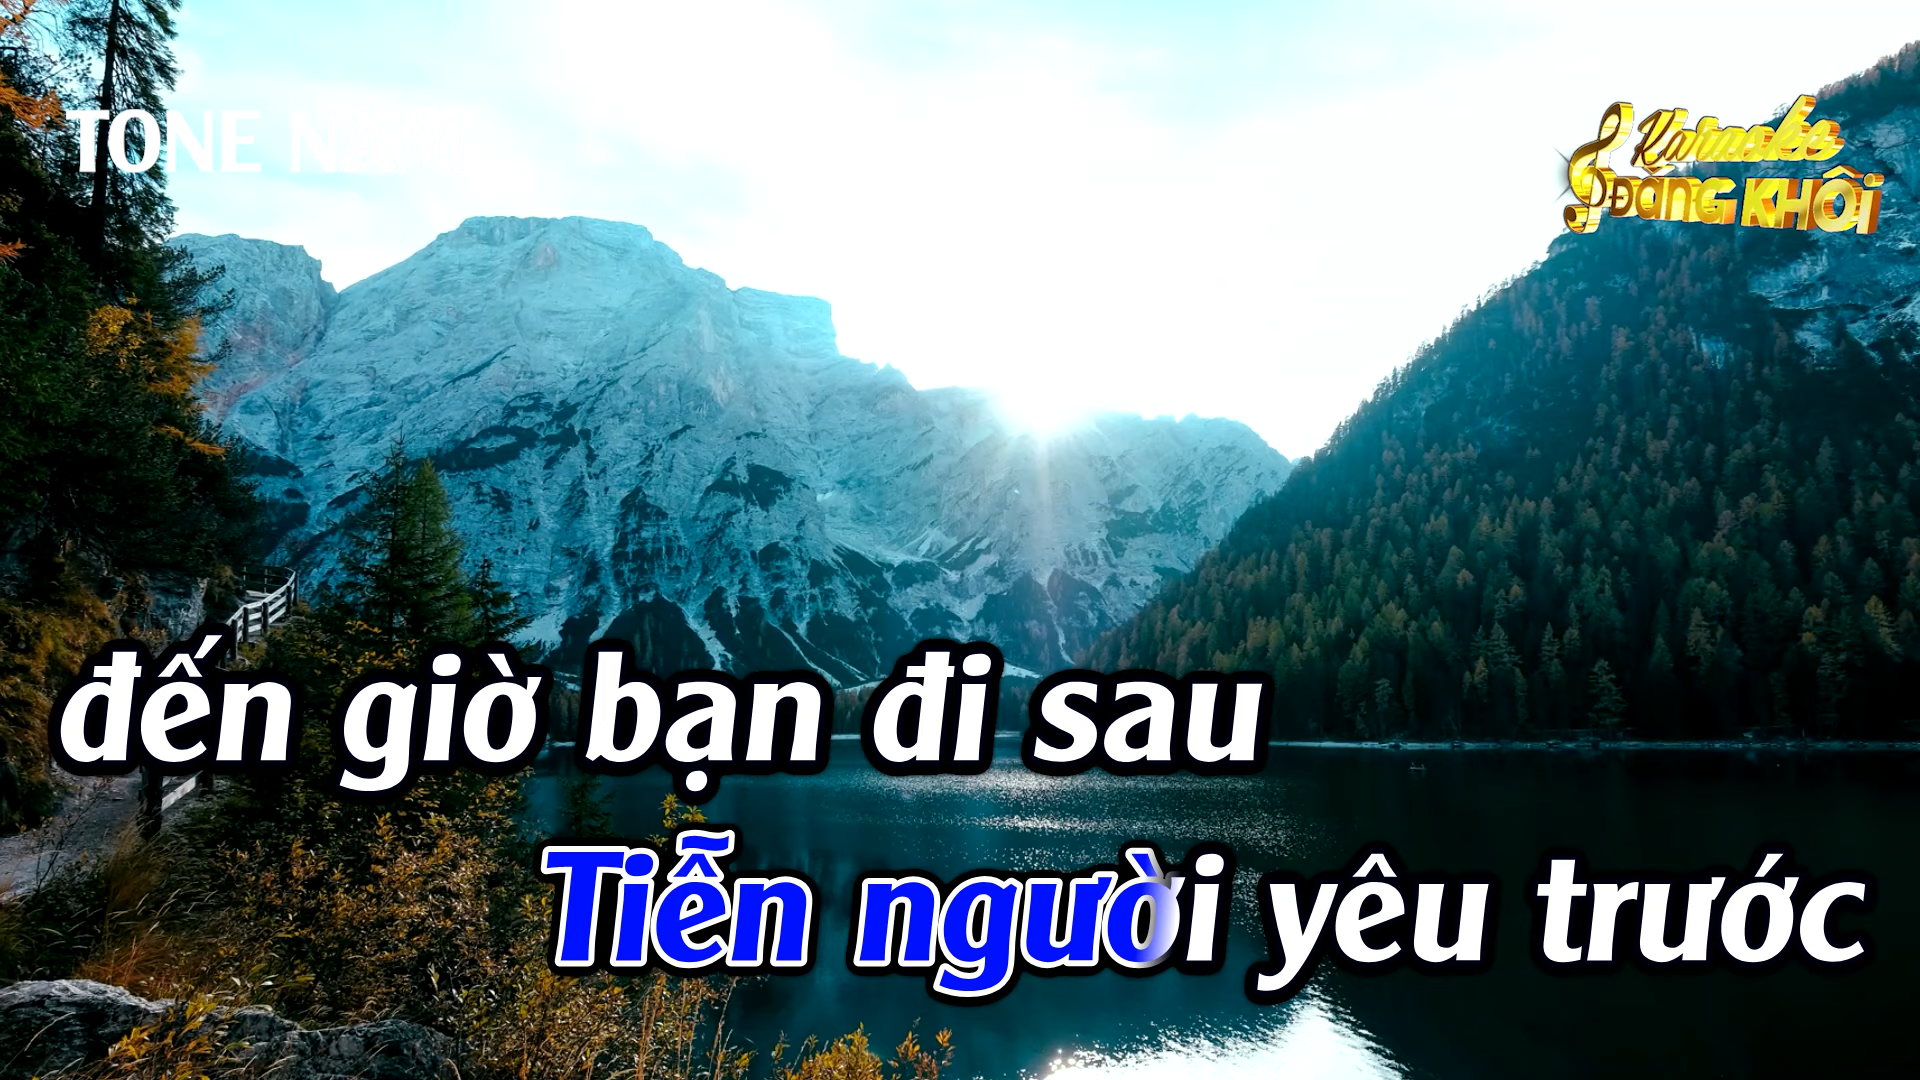 TONE
Karaoke
ĐĂNG KHÔI
đến giờ bạn đi sau
Tiễn người yêu trước